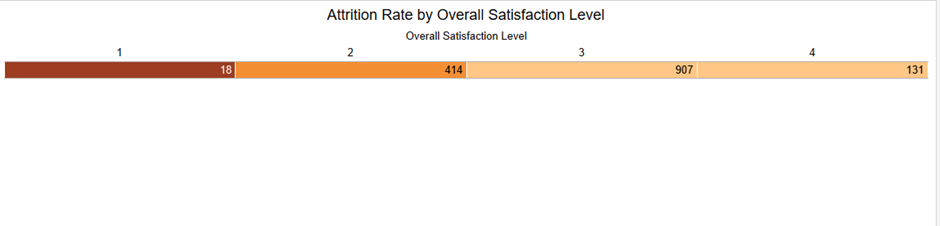 Attrition Rate by Overall Satisfaction Level
Overall Satisfaction Level
1 2 3 4
18 414 907 131